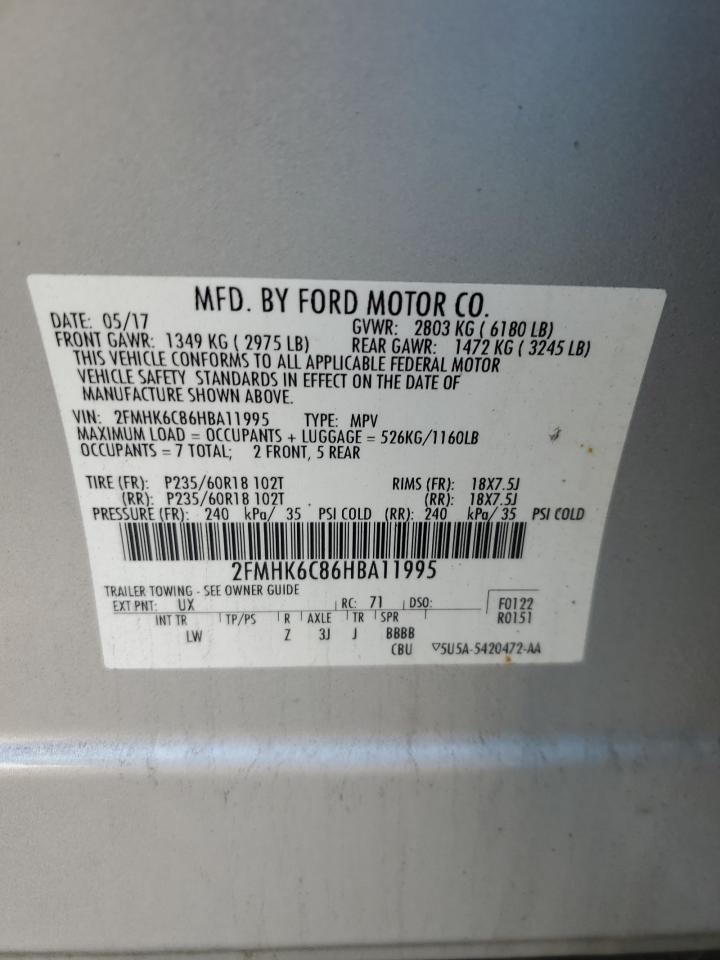 MFD. BY FORD MOTOR CO.
DATE: 05/17 GVWR: 2803 KG ( 6180 LB)
FRONT GAWR: 1349 KG ( 2975 LB) REAR GAWR: 1472 KG ( 3245 LB)
THIS VEHICLE CONFORMS TO ALL APPLICABLE FEDERAL MOTOR
VEHICLE SAFETY STANDARDS IN EFFECT ON THE DATE OF
MANUFACTURE SHOWN ABOVE.
VIN: 2FMHK6C86HBA11995 TYPE: MPV
MAXIMUM LOAD = OCCUPANTS + LUGGAGE = 526KG/1160LB
OCCUPANTS = 7 TOTAL; 2 FRONT, 5 REAR
TIRE (FR): P235/60R18 102T RIMS (FR): 18X7.5J
(RR): P235/60R18 102T (RR): 18X7.5J
PRESSURE (FR): 240 kPa/ 35 PSI COLD (RR): 240 kPa/ 35 PSI COLD
2FMHK6C86HBA11995
TRAILER TOWING - SEE OWNER GUIDE
EXT PNT: UX RC: 71 DSO: F0122
INT TR TP/PS R AXLE TR SPR R0151
LW Z 3J J BBBB
CBU ▽5U5A-5420472-AA